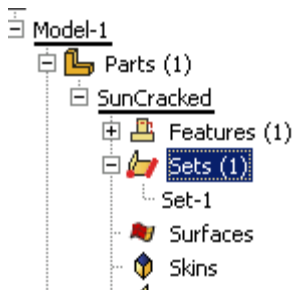 Model-1
Parts (1)
SunCracked
Features (1)
Sets (1)
Set-1
Surfaces
Skins